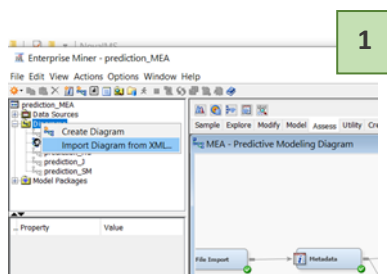 1
Enterprise Miner - prediction_MEA
File Edit View Actions Options Window Help
prediction_MEA
Data Sources
Create Diagram
Import Diagram from XML...
prediction_J
prediction_SM
Model Packages
Sample Explore Modify Model Assess Utility
MEA - Predictive Modeling Diagram
Property Value
File Import
Metadata